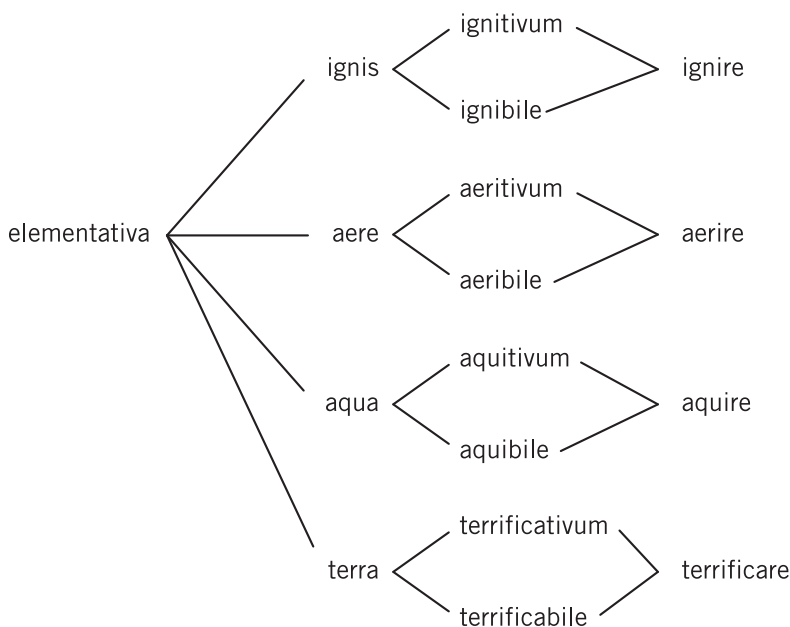 ignitivum
ignis
ignire
ignibile
aeritivum
elementativa
aere
aerire
aeribile
aquitivum
aqua
aquire
aquibile
terrificativum
terra
terrificare
terrificabile